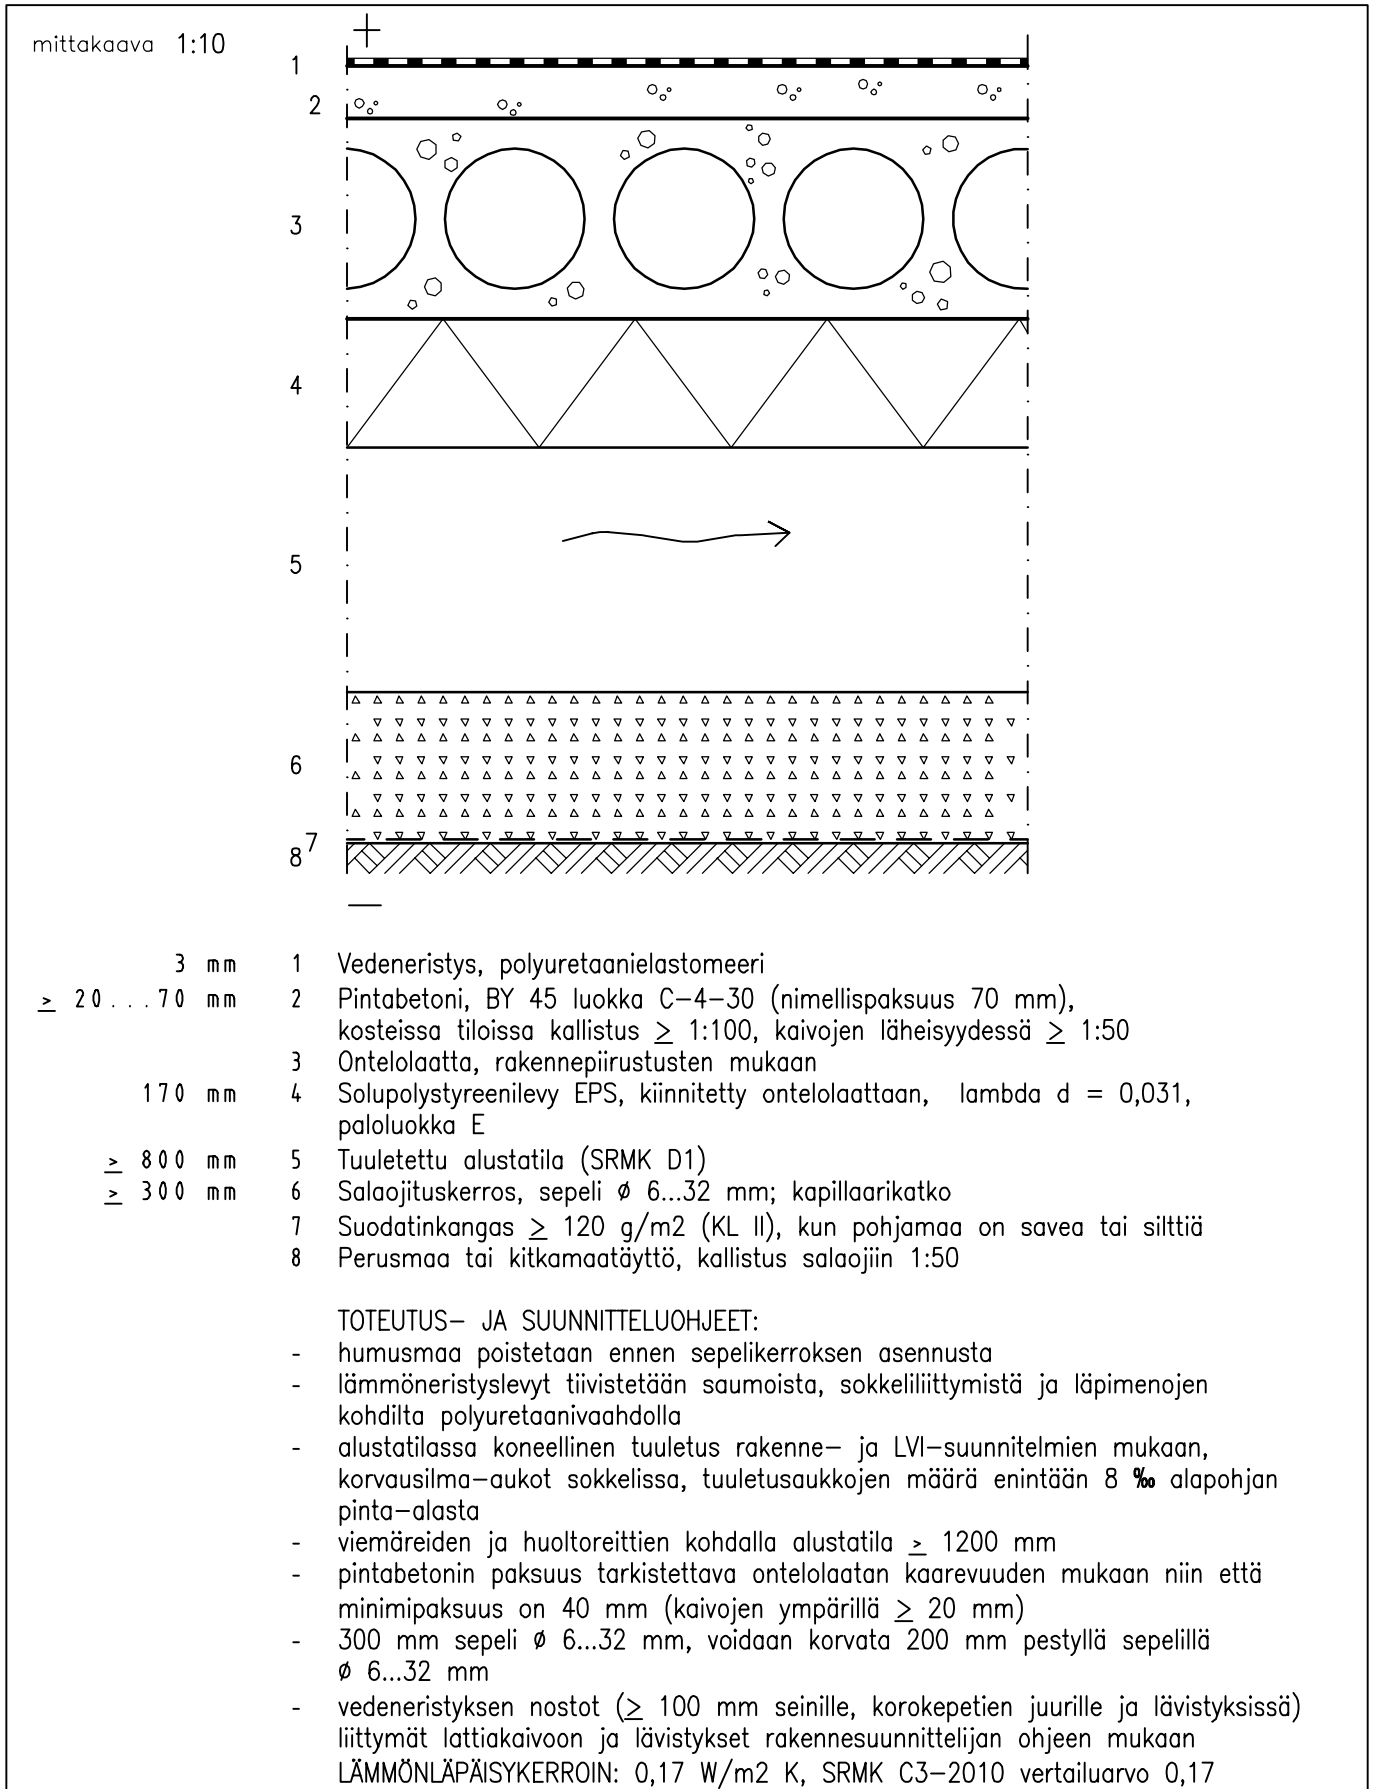 mittakaava 1:10
+
1
2
3
4
5
6
7
8
—
3 mm 1 Vedeneristys, polyuretaanielastomeeri
≥ 20...70 mm 2 Pintabetoni, BY 45 luokka C-4-30 (nimellispaksuus 70 mm),
kosteissa tiloissa kallistus ≥ 1:100, kaivojen läheisyydessä ≥ 1:50
3 Ontelolaatta, rakennepiirustusten mukaan
170 mm 4 Solupolystyreenilevy EPS, kiinnitetty ontelolaattaan, lambda d = 0,031,
paloluokka E
≥ 800 mm 5 Tuuletettu alustatila (SRMK D1)
≥ 300 mm 6 Salaojituskerros, sepeli ø 6...32 mm; kapillaarikatko
7 Suodatinkangas ≥ 120 g/m2 (KL II), kun pohjamaa on savea tai silttiä
8 Perusmaa tai kitkamaatäyttö, kallistus salaojiin 1:50
TOTEUTUS- JA SUUNNITTELUOHJEET:
- humusmaa poistetaan ennen sepelikerroksen asennusta
- lämmöneristyslevyt tiivistetään saumoista, sokkeliliittymistä ja läpimenojen
kohdilta polyuretaanivaahdolla
- alustatilassa koneellinen tuuletus rakenne- ja LVI-suunnitelmien mukaan,
korvausilma-aukot sokkelissa, tuuletusaukkojen määrä enintään 8 ‰ alapohjan
pinta-alasta
- viemäreiden ja huoltoreittien kohdalla alustatila ≥ 1200 mm
- pintabetonin paksuus tarkistettava ontelolaatan kaarevuuden mukaan niin että
minimipaksuus on 40 mm (kaivojen ympärillä ≥ 20 mm)
- 300 mm sepeli ø 6...32 mm, voidaan korvata 200 mm pestyllä sepelillä
ø 6...32 mm
- vedeneristyksen nostot (≥ 100 mm seinille, korokepetien juurille ja lävistyksissä)
liittymät lattiakaivoon ja lävistykset rakennesuunnittelijan ohjeen mukaan
LÄMMÖNLÄPÄISYKERROIN: 0,17 W/m2 K, SRMK C3-2010 vertailuarvo 0,17